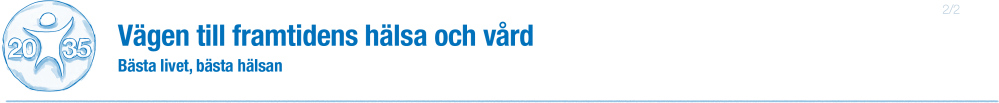 2/2
20 35
Vägen till framtidens hälsa och vård
Bästa livet, bästa hälsan